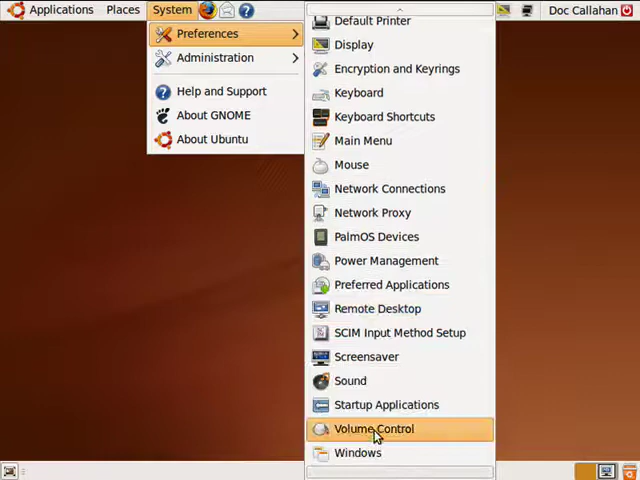 Applications Places System Doc Callahan
Preferences
Administration
Help and Support
About GNOME
About Ubuntu
Default Printer
Display
Encryption and Keyrings
Keyboard
Keyboard Shortcuts
Main Menu
Mouse
Network Connections
Network Proxy
PalmOS Devices
Power Management
Preferred Applications
Remote Desktop
SCIM Input Method Setup
Screensaver
Sound
Startup Applications
Volume Control
Windows